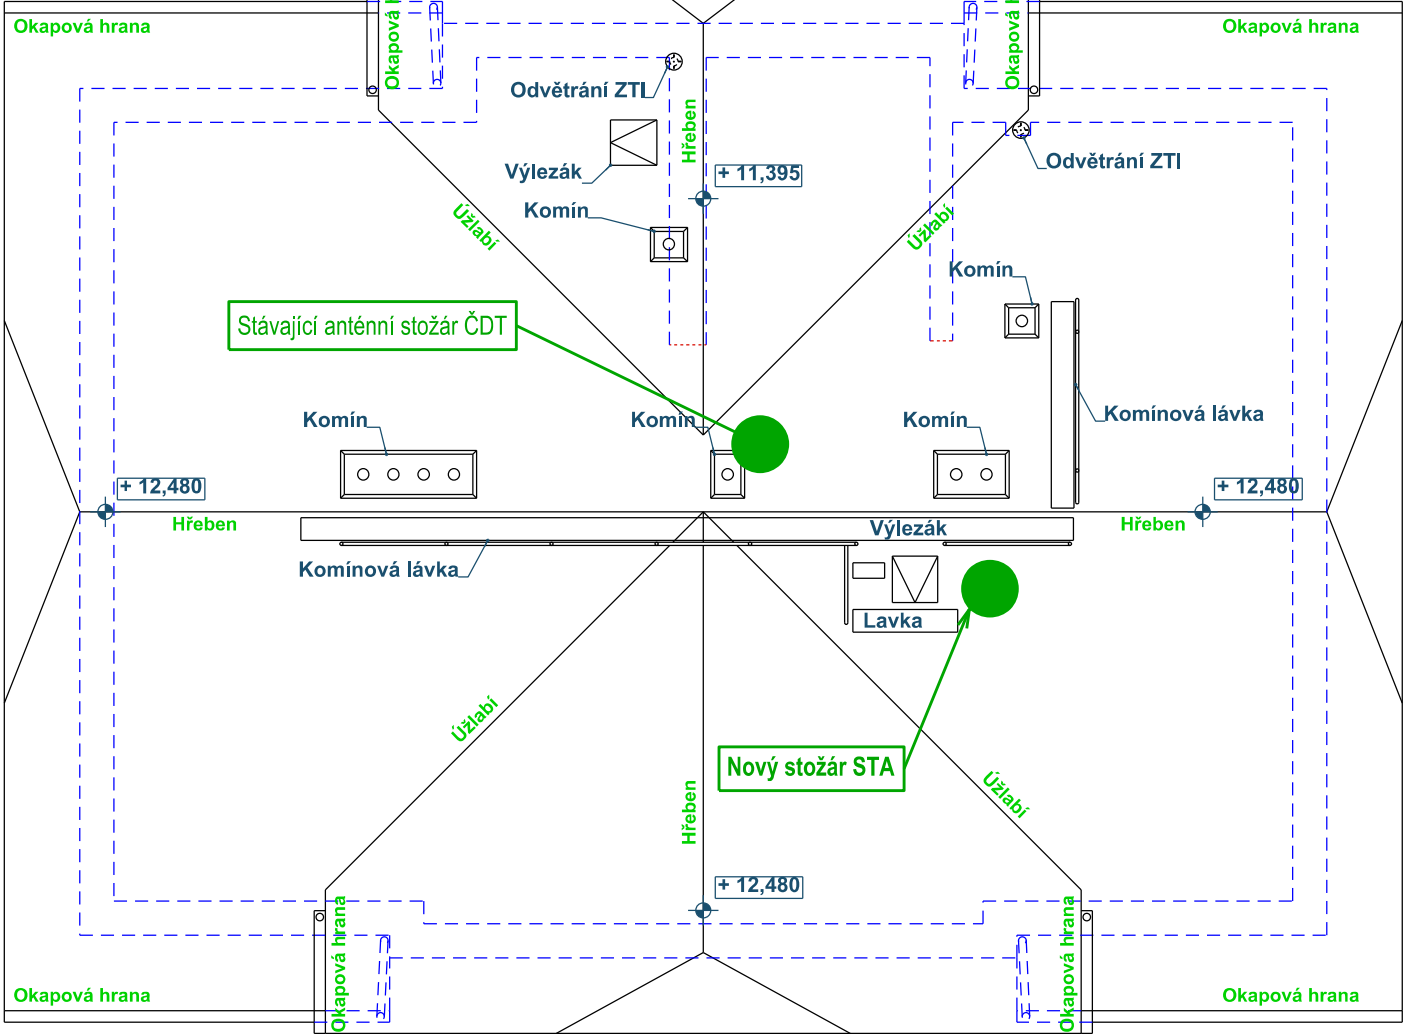 Okapová hrana
Okapová h
Okapová h
Okapová hrana
Odvětrání ZTI
Hřeben
Výlezák
+ 11,395
Odvětrání ZTI
Komín
Úžlabí
Úžlabí
Komín
Stávající anténní stožár ČDT
Komín
Komín
Komín
Komínová lávka
+ 12,480
+ 12,480
Hřeben
Výlezák
Hřeben
Komínová lávka
Lavka
Úžlabí
Nový stožár STA
Úžlabí
Hřeben
+ 12,480
Okapová hrana
Okapová hrana
Okapová hrana
Okapová hrana